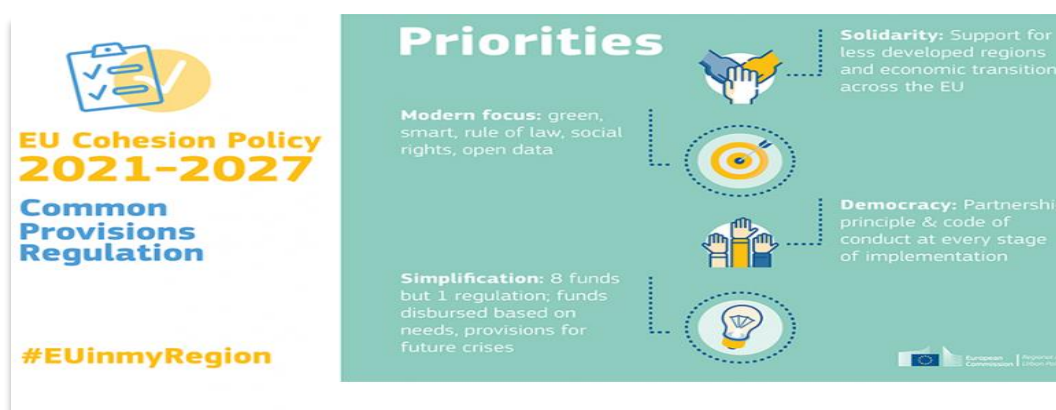 EU Cohesion Policy
2021-2027
Common
Provisions
Regulation
#EUinmyRegion
Priorities
Solidarity: Support for
less developed regions
and economic transition
across the EU
Modern focus: green,
smart, rule of law, social
rights, open data
Democracy: Partnershi
principle & code of
conduct at every stage
of implementation
Simplification: 8 funds
but 1 regulation; funds
disbursed based on
needs, provisions for
future crises
European
Commission